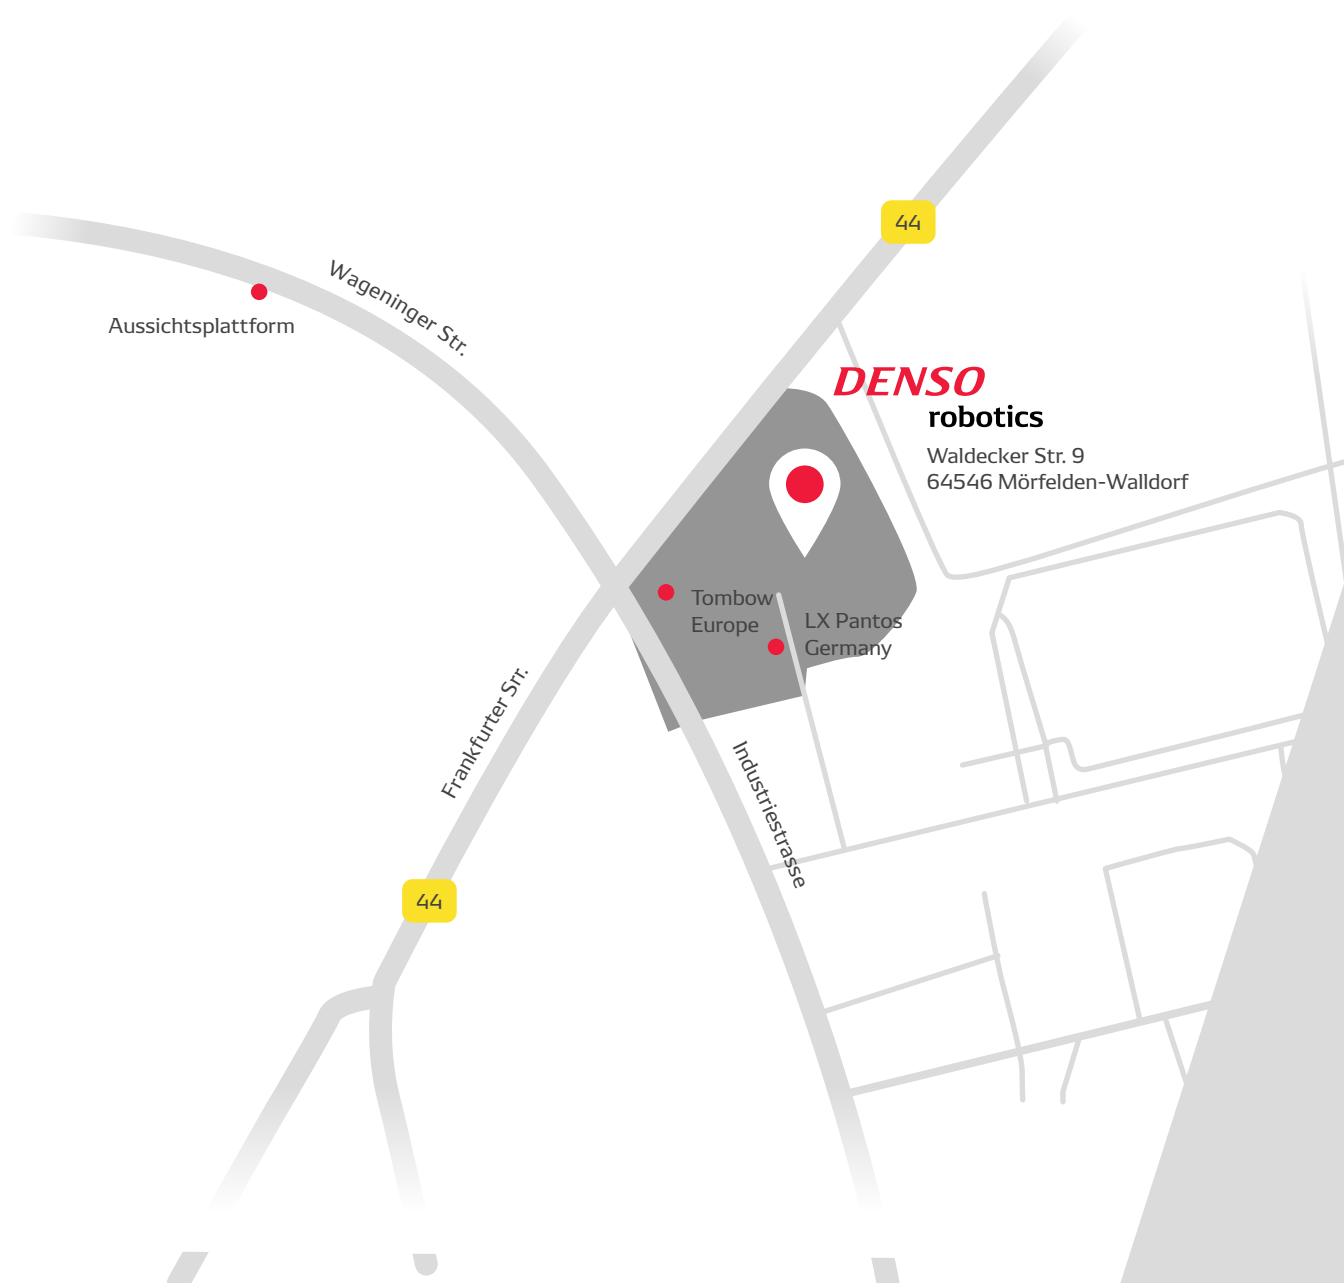 44
Wageninger Str.
Aussichtsplattform
DENSO
robotics
Waldecker Str. 9
64546 Mörfelden-Walldorf
Tombow
Europe
LX Pantos
Germany
Frankfurter Srr.
Industriestrasse
44